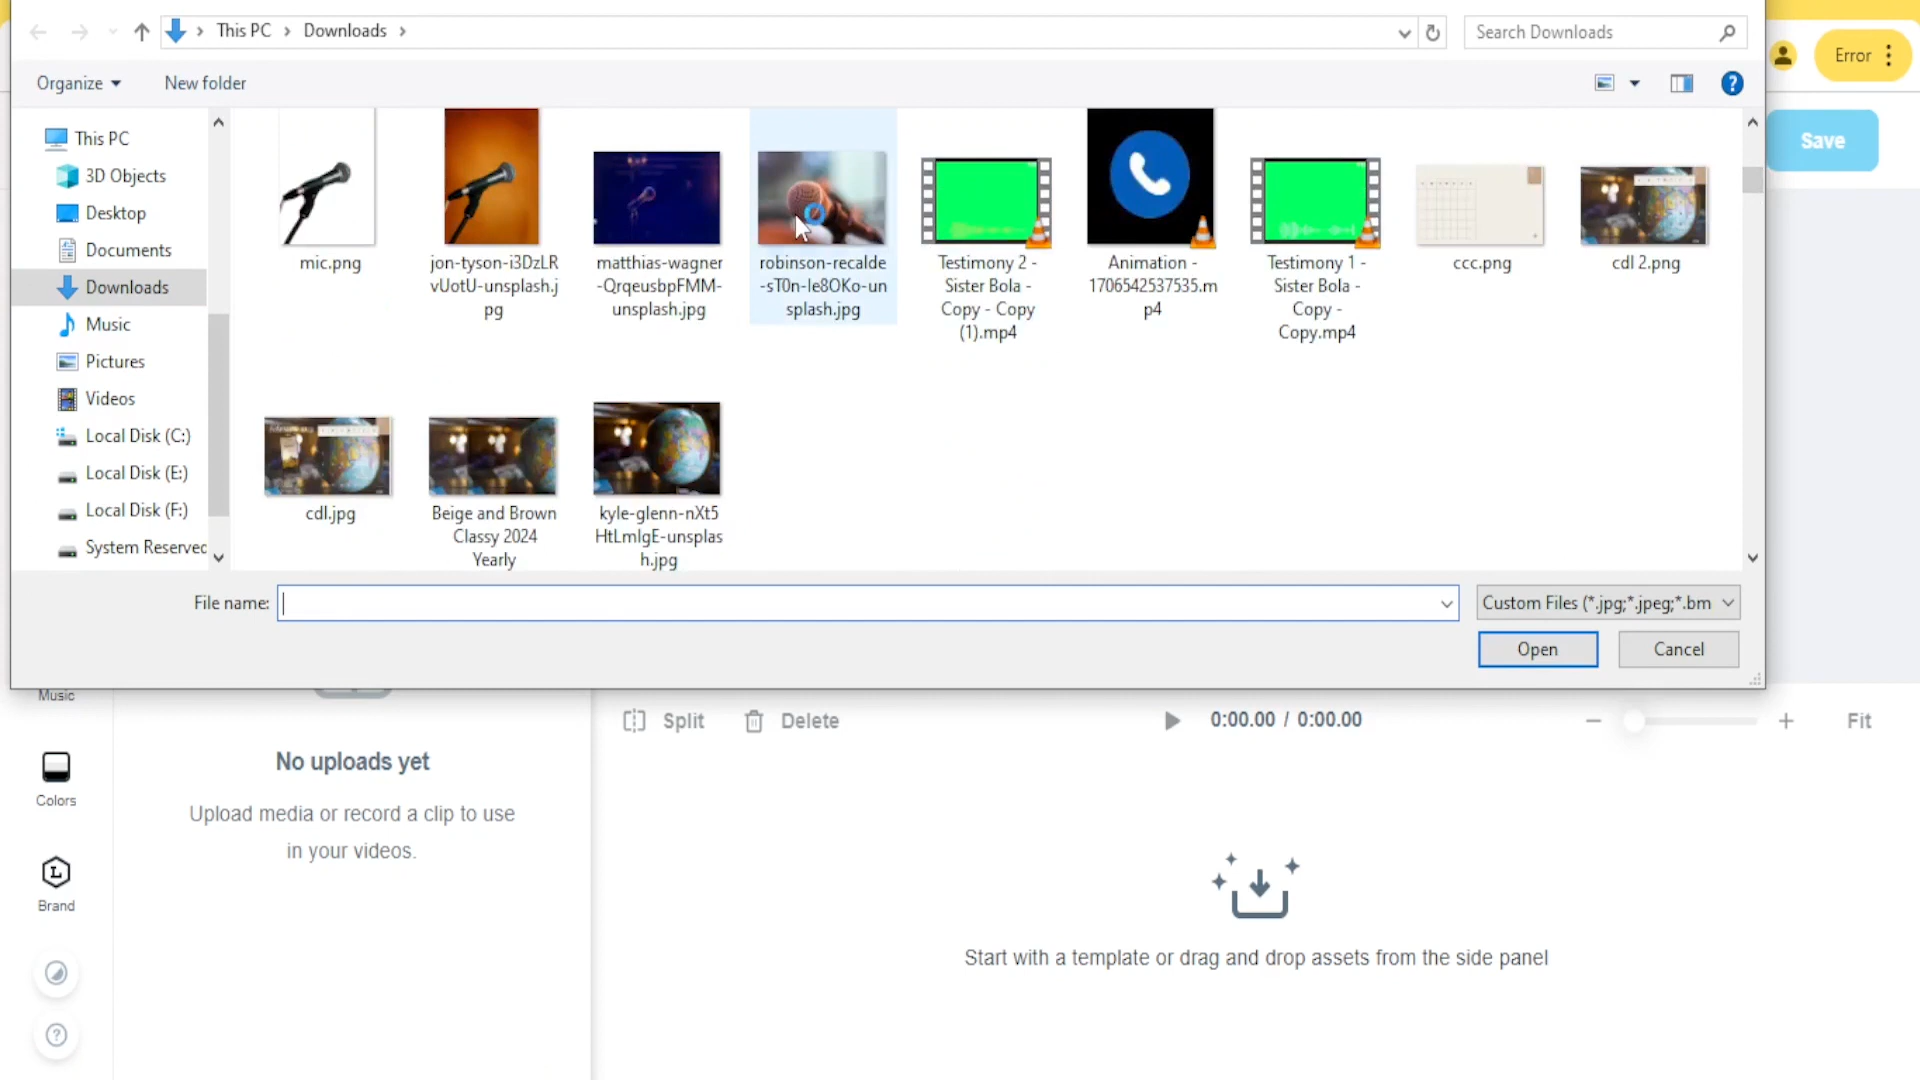 This PC
Downloads
Search Downloads
Error
Organize
New folder
Save
This PC
3D Objects
Desktop
Documents
Downloads
Music
Pictures
Videos
Local Disk (C:)
Local Disk (E:)
Local Disk (F:)
System Reserved
mic.png
jon-tyson-i3DzLR
vUotU-unsplash.j
pg
matthias-wagner
-QrqeusbpFMM-
unsplash.jpg
robinson-recalde
-sT0n-le8OKo-un
splash.jpg
Testimony 2 -
Sister Bola -
Copy - Copy
(1).mp4
Animation -
1706542537535.m
p4
Testimony 1 -
Sister Bola -
Copy -
Copy.mp4
ccc.png
cdl 2.png
cdl.jpg
Beige and Brown
Classy 2024
Yearly
kyle-glenn-nXt5
HtLmlgE-unsplas
h.jpg
File name:
Custom Files (*.jpg;*.jpeg;*.bm
Open
Cancel
Music
Split
Delete
0:00.00 / 0:00.00
Fit
No uploads yet
Upload media or record a clip to use
in your videos.
Colors
Brand
Start with a template or drag and drop assets from the side panel